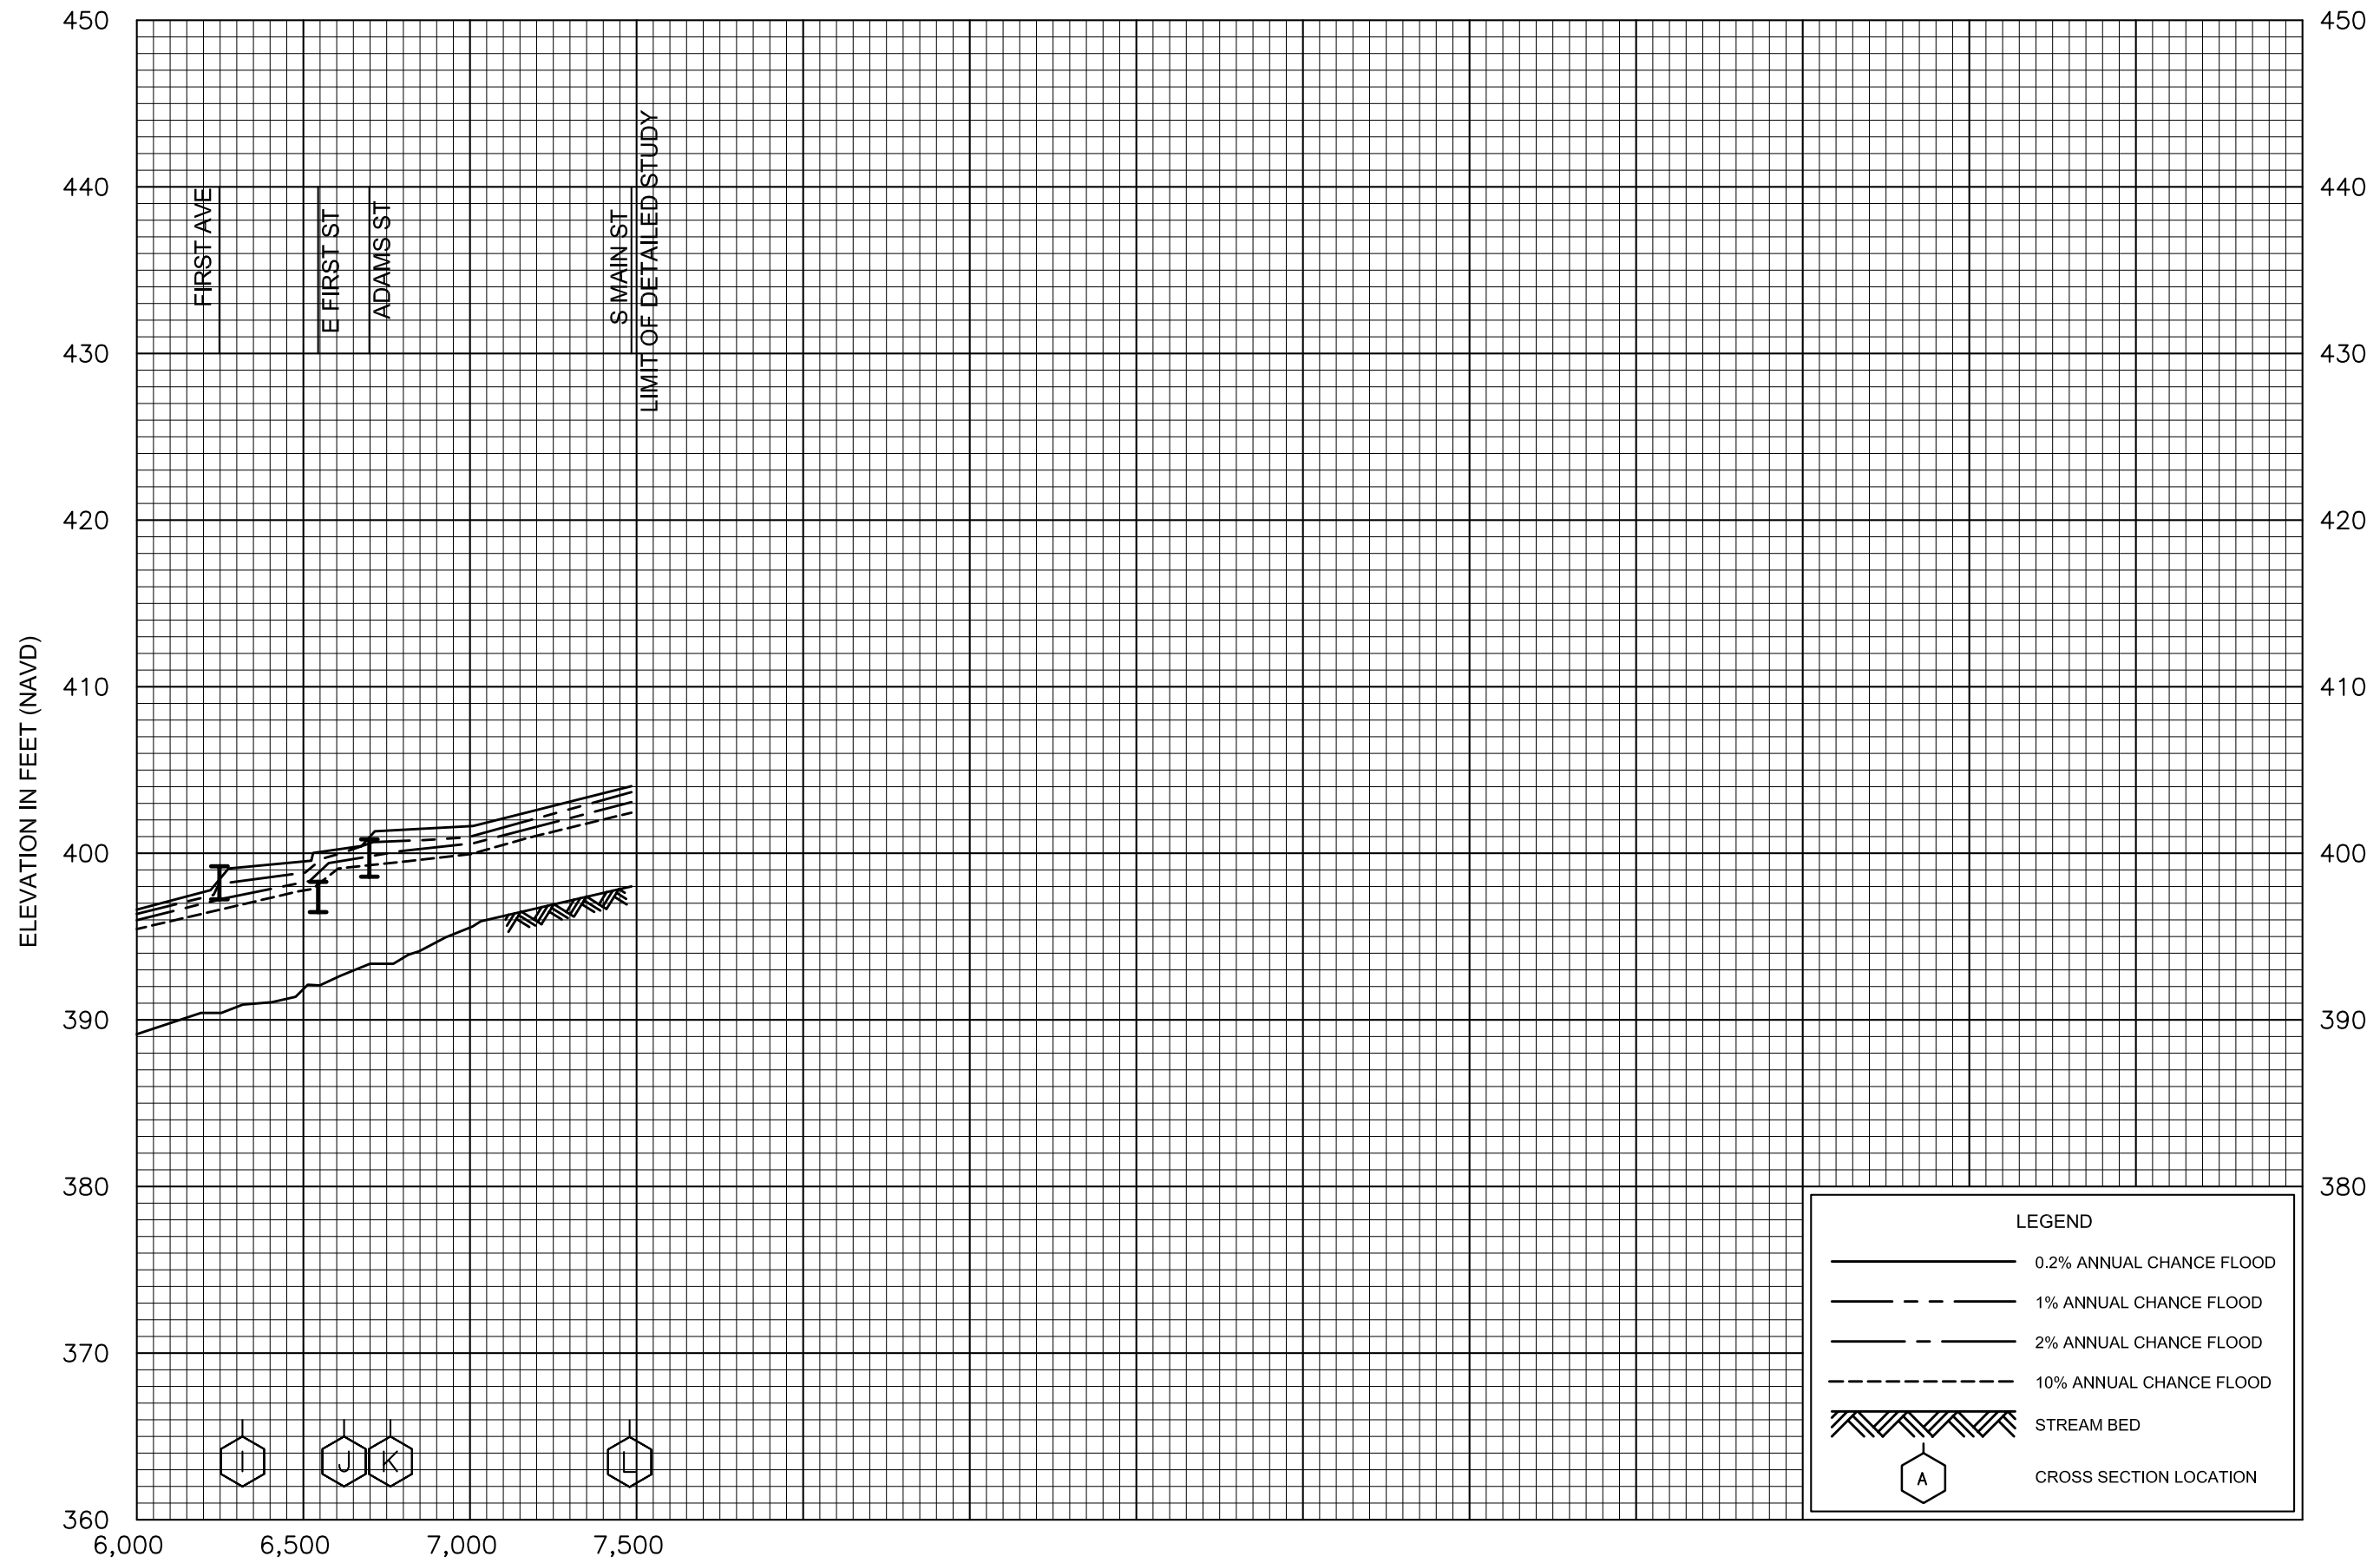 450
450
440
440
430
430
420
420
410
410
400
400
390
390
380
380
370
360
ELEVATION IN FEET (NAVD)
FIRST AVE
E FIRST ST
ADAMS ST
S MAIN ST
LIMIT OF DETAILED STUDY
I
J
K
L
6,000
6,500
7,000
7,500
LEGEND
0.2% ANNUAL CHANCE FLOOD
1% ANNUAL CHANCE FLOOD
2% ANNUAL CHANCE FLOOD
10% ANNUAL CHANCE FLOOD
STREAM BED
A
CROSS SECTION LOCATION